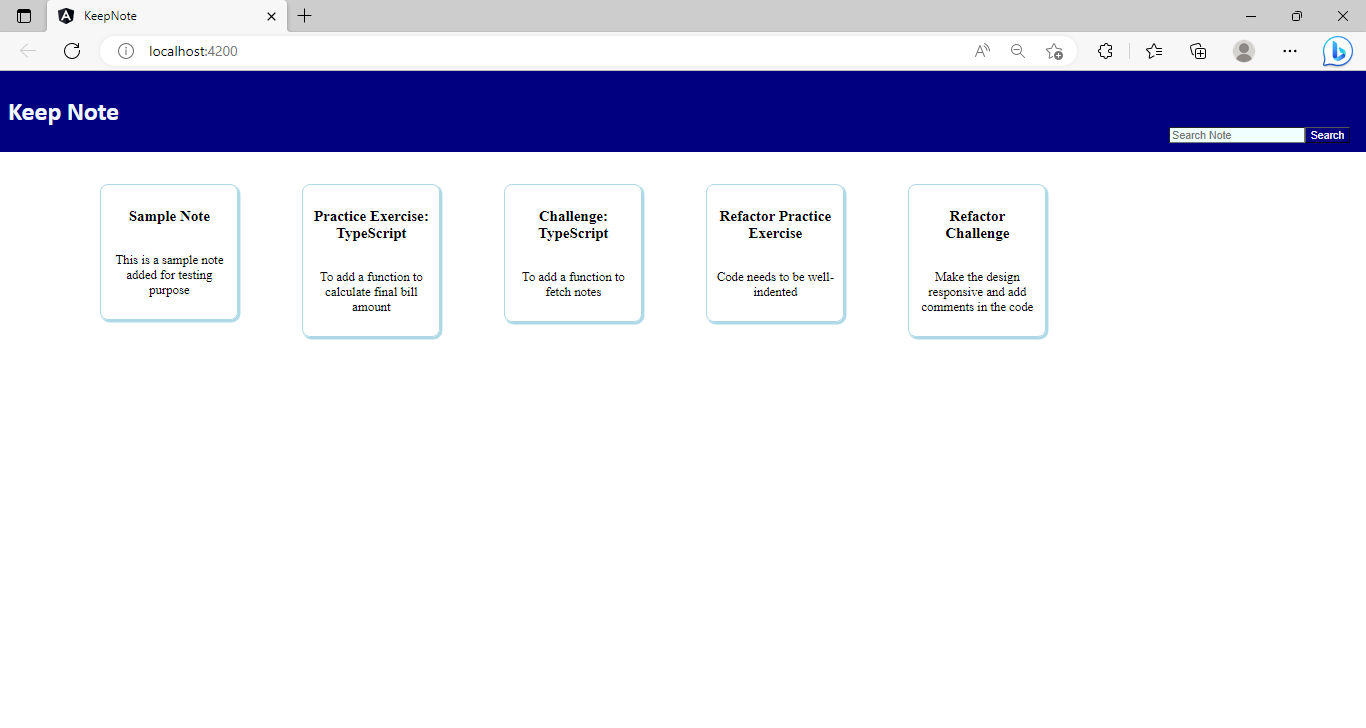 KeepNote
localhost:4200
Keep Note
Search Note Search
Sample Note
This is a sample note
added for testing
purpose
Practice Exercise:
TypeScript
To add a function to
calculate final bill
amount
Challenge:
TypeScript
To add a function to
fetch notes
Refactor Practice
Exercise
Code needs to be well-
indented
Refactor
Challenge
Make the design
responsive and add
comments in the code